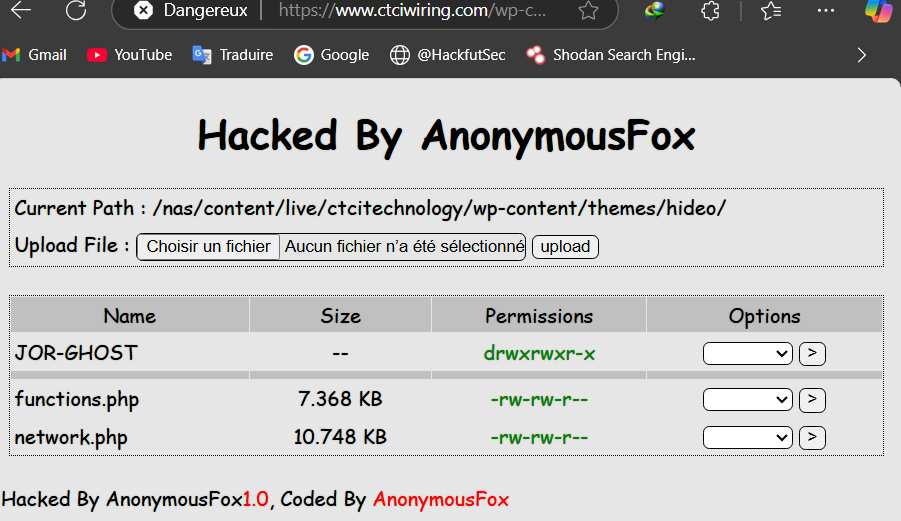 Dangereux https://www.ctciwiring.com/wp-c...
Gmail YouTube Traduire Google @HackfutSec Shodan Search Engi...
Hacked By AnonymousFox
Current Path : /nas/content/live/ctcitechnology/wp-content/themes/hideo/
Upload File : Choisir un fichier Aucun fichier n’a été sélectionné upload
Name Size Permissions Options
JOR-GHOST -- drwxrwxr-x >
functions.php 7.368 KB -rw-rw-r-- >
network.php 10.748 KB -rw-rw-r-- >
Hacked By AnonymousFox1.0, Coded By AnonymousFox